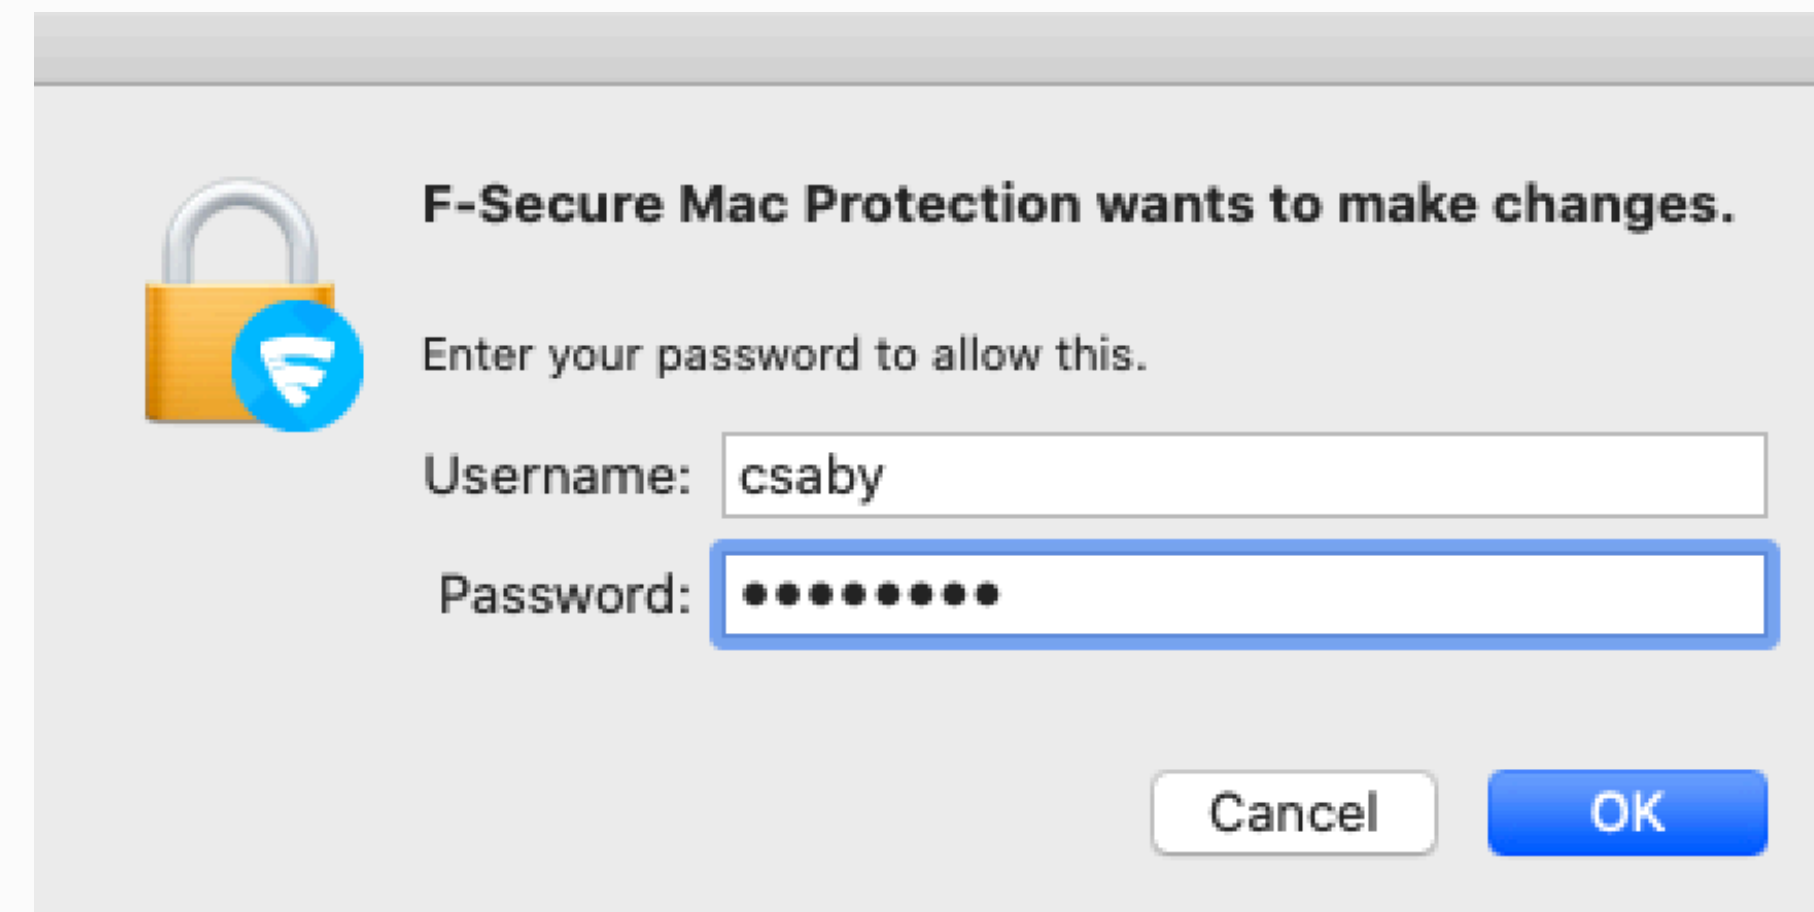 F-Secure Mac Protection wants to make changes.
Enter your password to allow this.
Username: csaby
Password: ••••••••
Cancel OK